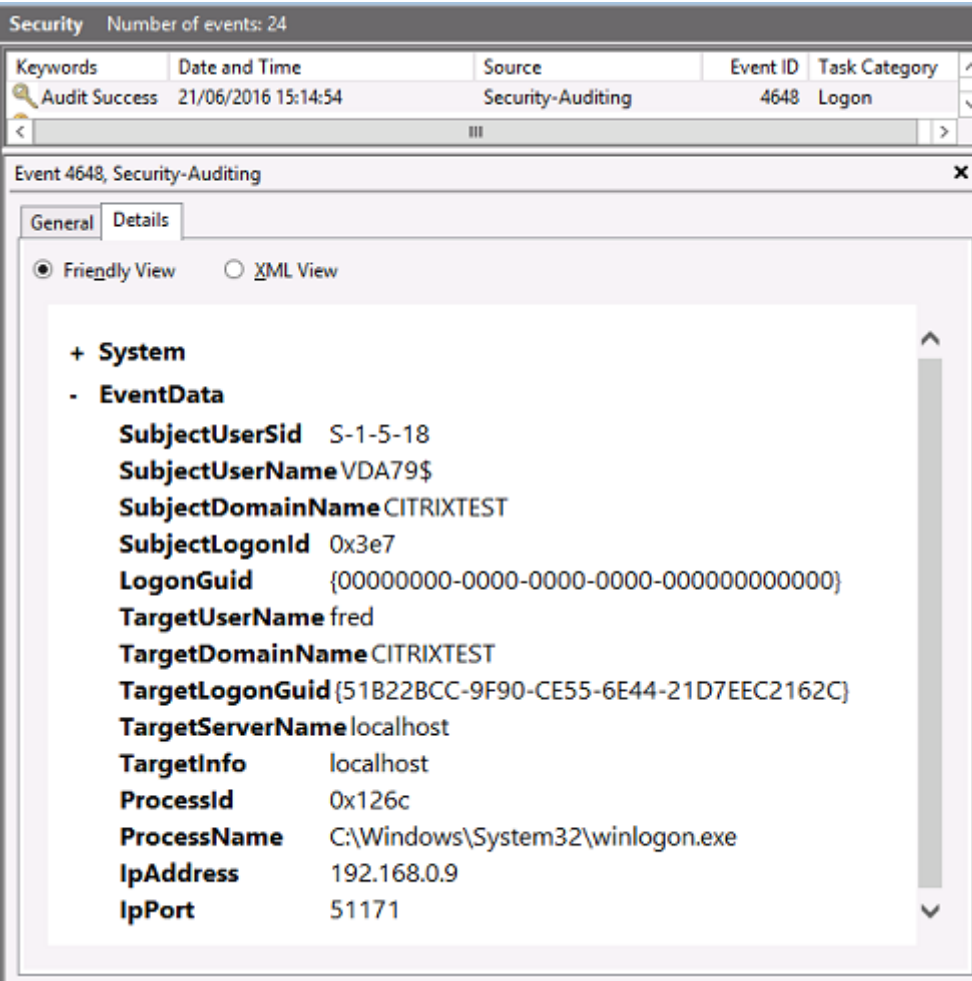 Security Number of events: 24
Keywords Date and Time Source Event ID Task Category
Audit Success 21/06/2016 15:14:54 Security-Auditing 4648 Logon
Event 4648, Security-Auditing
General Details
Friendly View XML View
+ System
- EventData
SubjectUserSid S-1-5-18
SubjectUserName VDA79$
SubjectDomainName CITRIXTEST
SubjectLogonId 0x3e7
LogonGuid {00000000-0000-0000-0000-000000000000}
TargetUserName fred
TargetDomainName CITRIXTEST
TargetLogonGuid {51B22BCC-9F90-CE55-6E44-21D7EEC2162C}
TargetServerName localhost
TargetInfo localhost
ProcessId 0x126c
ProcessName C:\Windows\System32\winlogon.exe
IpAddress 192.168.0.9
IpPort 51171